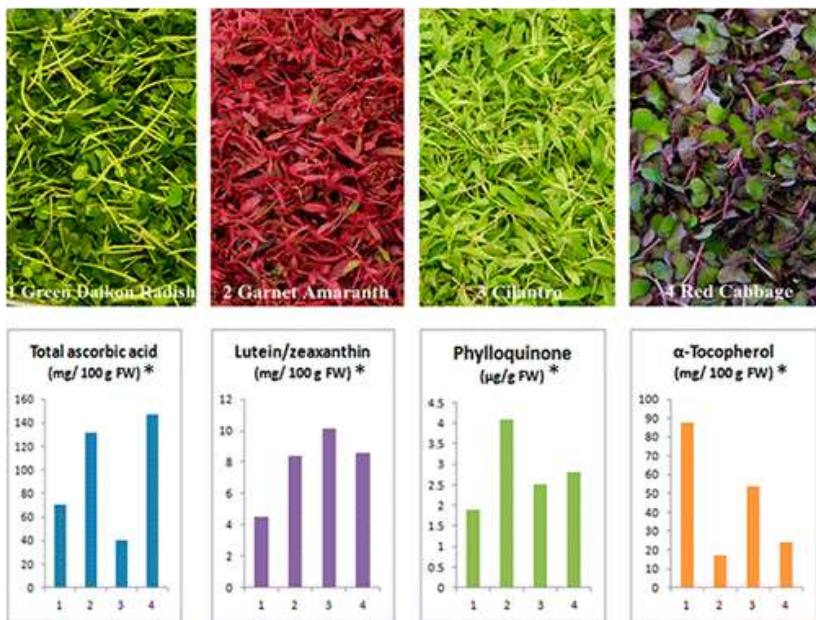 1 Green Daikon Radish
2 Garnet Amaranth
3 Cilantro
4 Red Cabbage
Total ascorbic acid
(mg/ 100 g FW) *
160
140
120
100
80
60
40
20
0
1 2 3 4
Lutein/zeaxanthin
(mg/ 100 g FW) *
12
10
8
6
4
2
0
1 2 3 4
Phylloquinone
(µg/g FW) *
4.5
4
3.5
3
2.5
2
1.5
1
0.5
0
1 2 3 4
α-Tocopherol
(mg/ 100 g FW) *
100
90
80
70
60
50
40
30
20
10
0
1 2 3 4